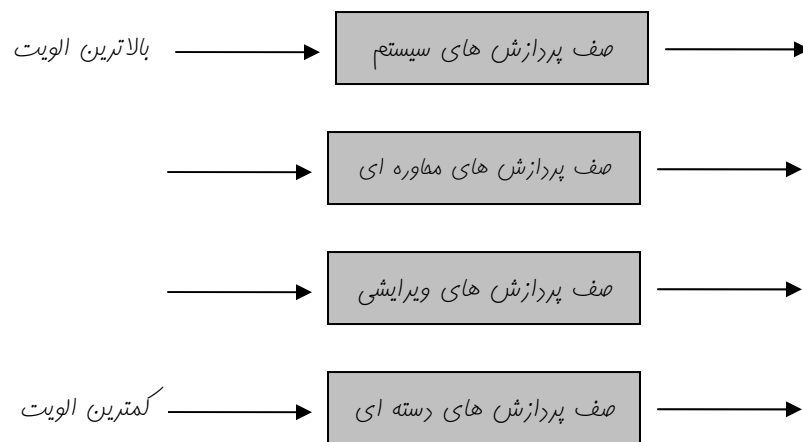 بالاترین الویت
صف پردازش های سیستم
صف پردازش های محاوره ای
صف پردازش های ویرایشی
کمترین الویت
صف پردازش های دسته ای